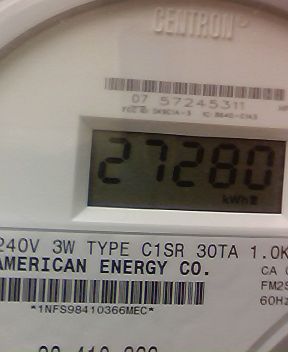 CENTRON
07 57245311
27280
kWh
240V 3W TYPE C1SR 30TA 1.0K
AMERICAN ENERGY CO.
CA
FM2S
60Hz
*1NFS98410366MEC*